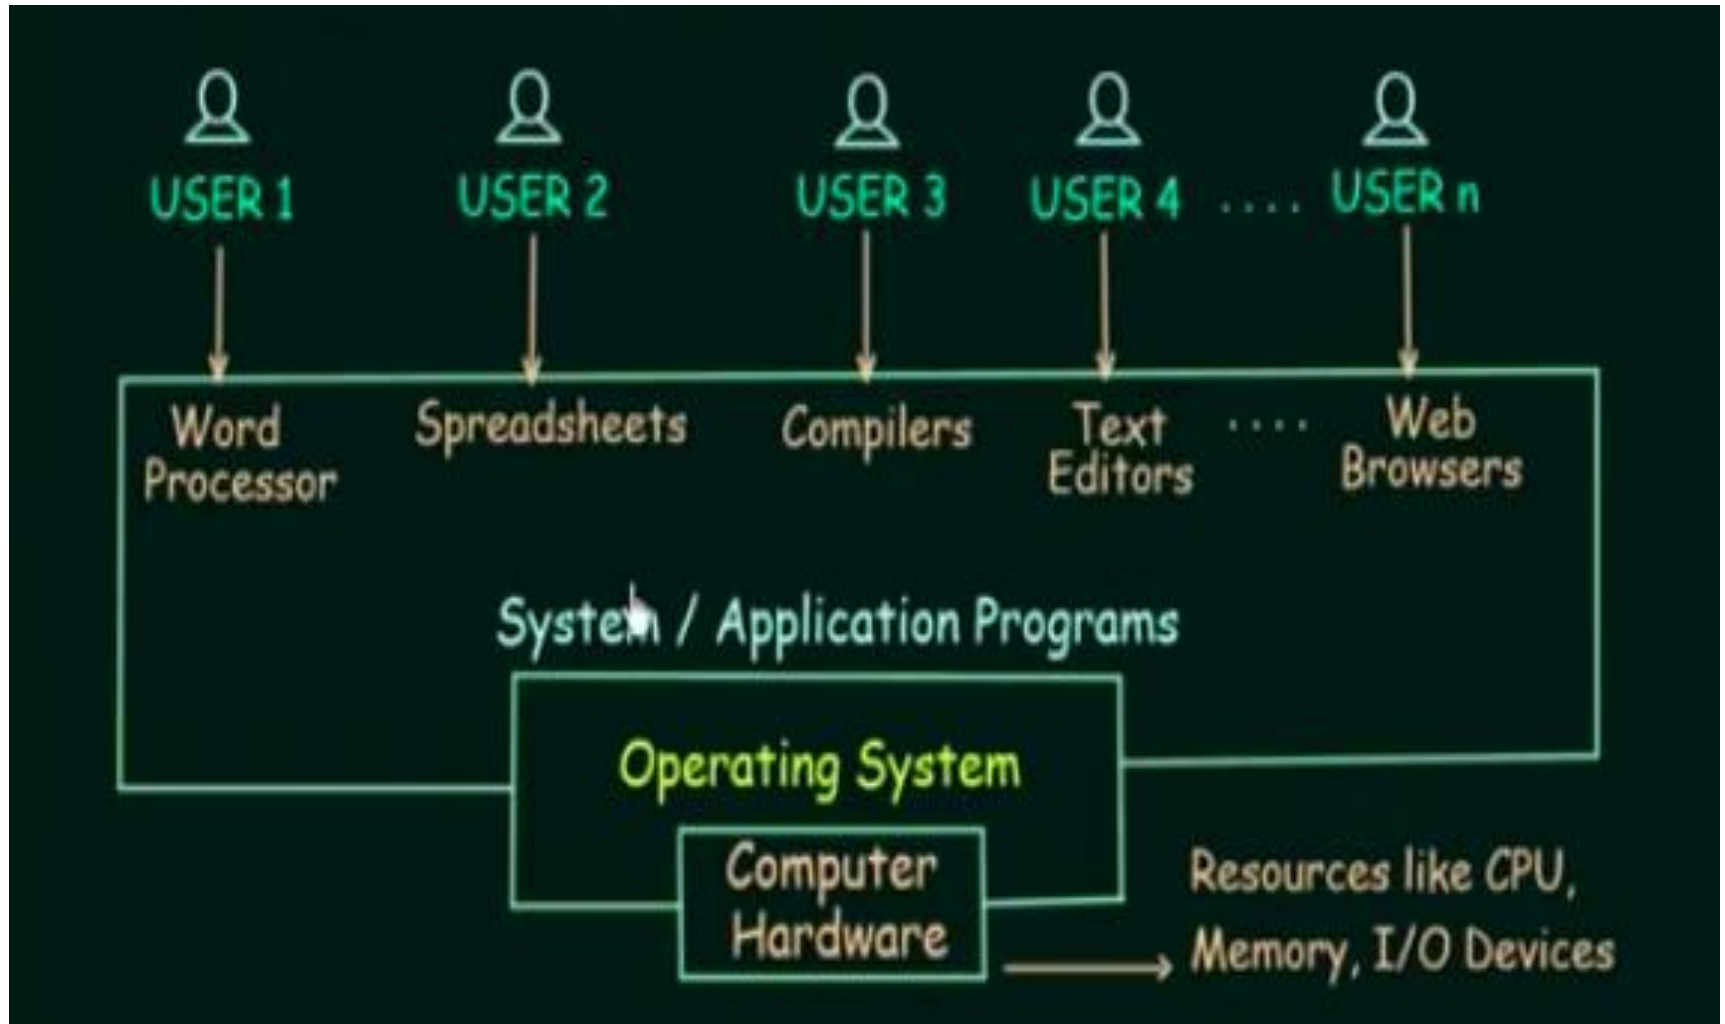 USER 1 USER 2 USER 3 USER 4 .... USER n
Word Spreadsheets Compilers Text .... Web
Processor Editors Browsers
System / Application Programs
Operating System
Computer
Hardware
Resources like CPU,
Memory, I/O Devices